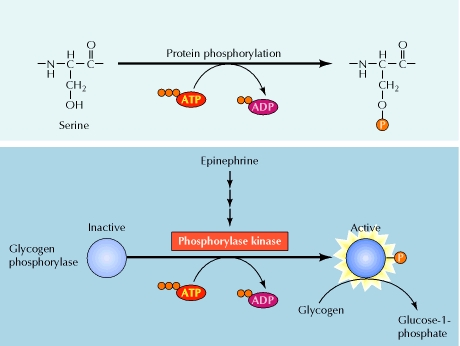 Protein phosphorylation
H O
–N–C–C–
H CH2
OH
Serine
ATP
ADP
H O
–N–C–C–
H CH2
O
P
Epinephrine
Inactive
Glycogen
phosphorylase
Phosphorylase kinase
ATP
ADP
Active
P
Glycogen
Glucose-1-
phosphate